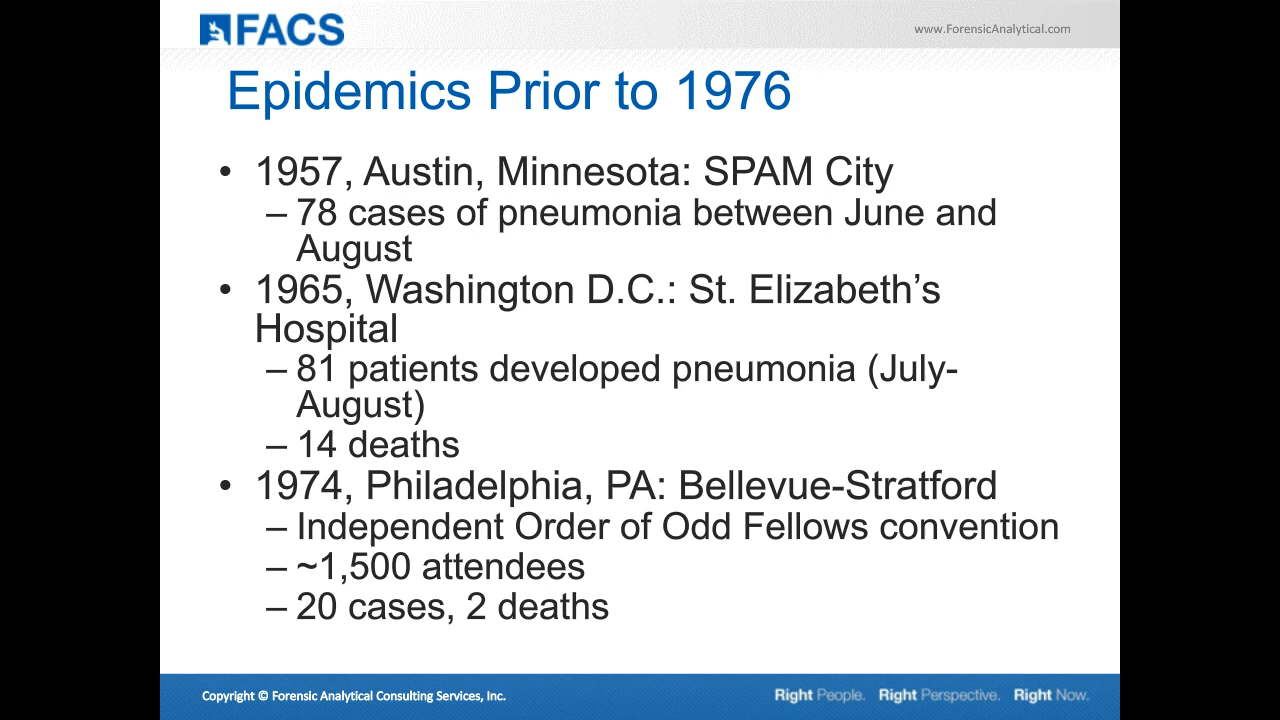 FACS
www.ForensicAnalytical.com
Epidemics Prior to 1976
• 1957, Austin, Minnesota: SPAM City
– 78 cases of pneumonia between June and
August
• 1965, Washington D.C.: St. Elizabeth’s
Hospital
– 81 patients developed pneumonia (July-
August)
– 14 deaths
• 1974, Philadelphia, PA: Bellevue-Stratford
– Independent Order of Odd Fellows convention
– ~1,500 attendees
– 20 cases, 2 deaths
Copyright © Forensic Analytical Consulting Services, Inc.
Right People. Right Perspective. Right Now.